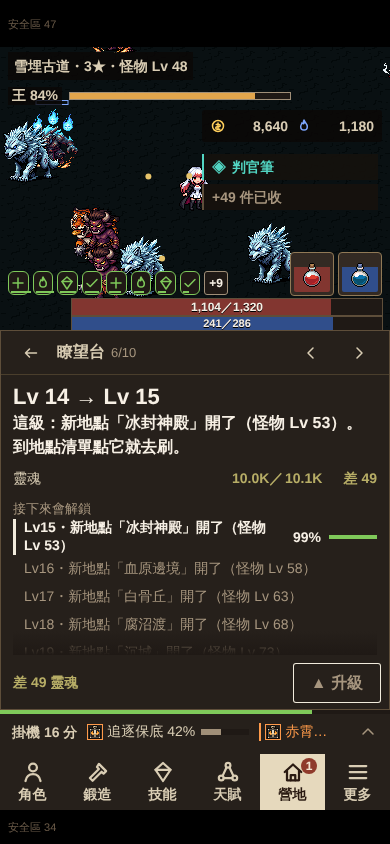 安全區 47
雪埋古道・3★・怪物 Lv 48
王 84%
8,640 1,180
◈ 判官筆
+49 件已收
+9
1,104／1,320
241／286
← 瞭望台 6/10
Lv 14 → Lv 15
這級：新地點「冰封神殿」開了（怪物 Lv 53）。
到地點清單點它就去刷。
靈魂 10.0K／10.1K 差 49
接下來會解鎖
Lv15・新地點「冰封神殿」開了（怪物
Lv 53） 99%
Lv16・新地點「血原邊境」開了（怪物 Lv 58）
Lv17・新地點「白骨丘」開了（怪物 Lv 63）
Lv18・新地點「腐沼渡」開了（怪物 Lv 68）
差 49 靈魂 ▲ 升級
掛機 16 分 追逐保底 42% 赤霄…
1
角色 鍛造 技能 天賦 營地 更多
安全區 34